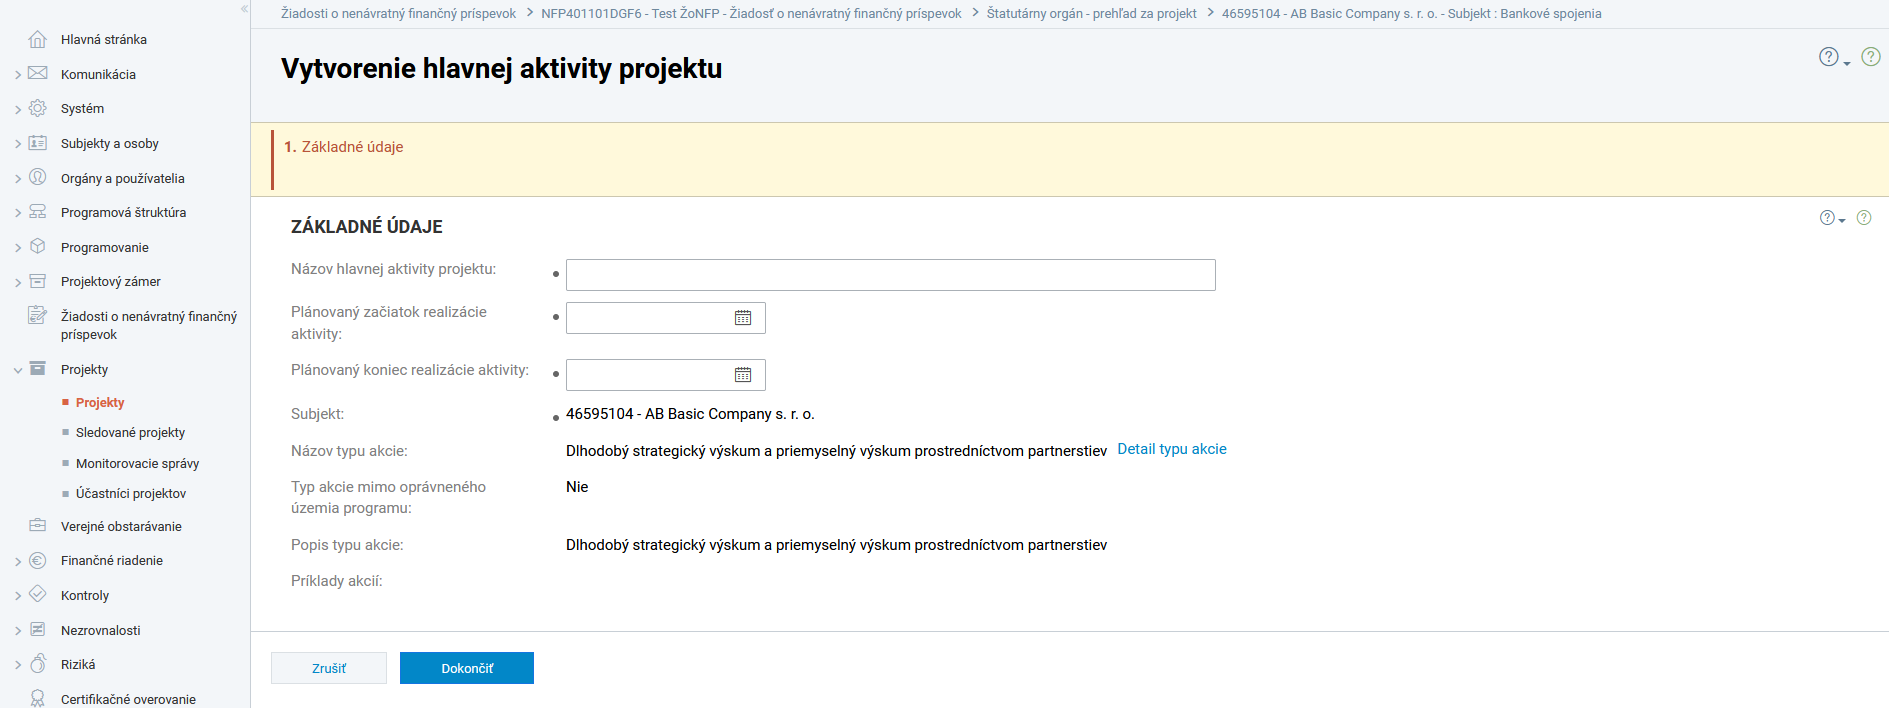 Žiadosti o nenávratný finančný príspevok > NFP401101DGF6 - Test ŽoNFP - Žiadosť o nenávratný finančný príspevok > Štatutárny orgán - prehľad za projekt > 46595104 - AB Basic Company s. r. o. - Subjekt : Bankové spojenia
Hlavná stránka
Komunikácia
Systém
Subjekty a osoby
Orgány a používatelia
Programová štruktúra
Programovanie
Projektový zámer
Žiadosti o nenávratný finančný
príspevok
Projekty
Projekty
Sledované projekty
Monitorovacie správy
Účastníci projektov
Verejné obstarávanie
Finančné riadenie
Kontroly
Nezrovnalosti
Riziká
Certifikačné overovanie
Vytvorenie hlavnej aktivity projektu
1. Základné údaje
ZÁKLADNÉ ÚDAJE
Názov hlavnej aktivity projektu:
Plánovaný začiatok realizácie
aktivity:
Plánovaný koniec realizácie aktivity:
Subjekt: 46595104 - AB Basic Company s. r. o.
Názov typu akcie: Dlhodobý strategický výskum a priemyselný výskum prostredníctvom partnerstiev Detail typu akcie
Typ akcie mimo oprávneného Nie
územia programu:
Popis typu akcie: Dlhodobý strategický výskum a priemyselný výskum prostredníctvom partnerstiev
Príklady akcií:
Zrušiť Dokončiť